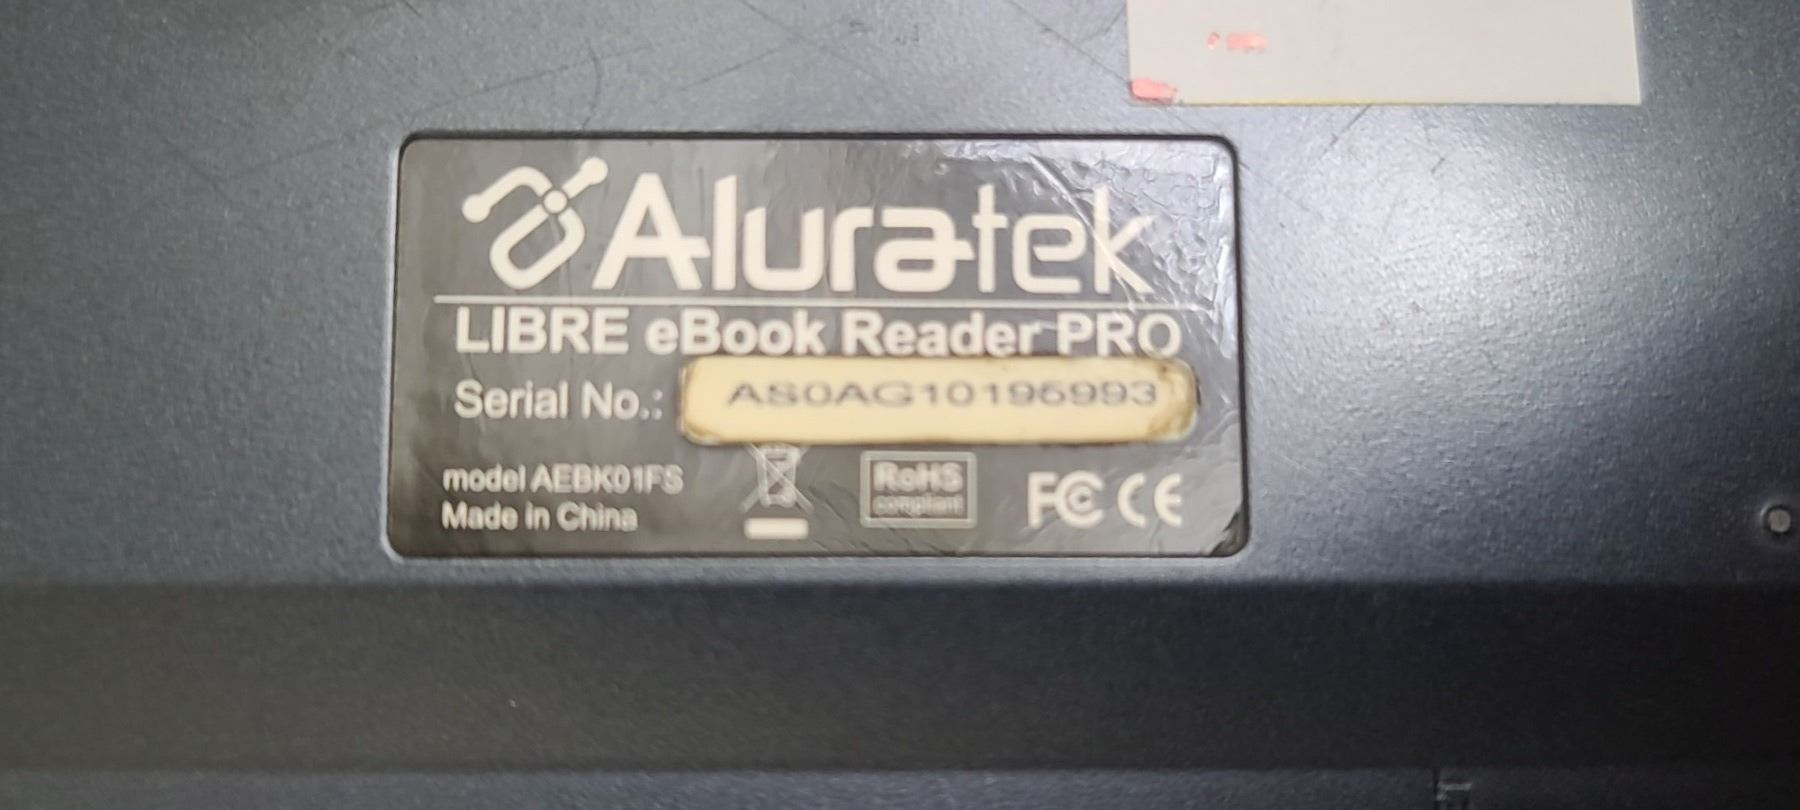 Aluratek
LIBRE eBook Reader PRO
Serial No.: AS0AG10195993
model AEBK01FS
Made in China
RoHS
compliant
FC CE